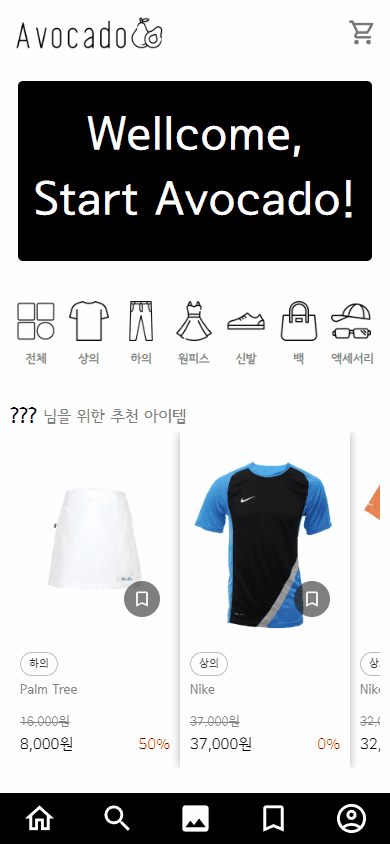 Avocado
Wellcome,
Start Avocado!
전체 상의 하의 원피스 신발 백 액세서리
??? 님을 위한 추천 아이템
하의 상의
Palm Tree Nike
16,000원 37,000원 32,0
8,000원 50% 37,000원 0% 32,